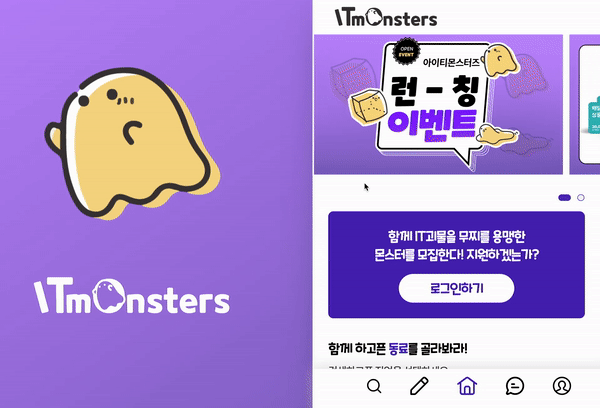 ITmonsters
ITmonsters
OPEN
EVENT
아이티몬스터즈
런 - 칭
이벤트
함께 IT괴물을 무찌를 용맹한
몬스터를 모집한다! 지원하겠는가?
로그인하기
함께 하고픈 동료를 골라봐라!